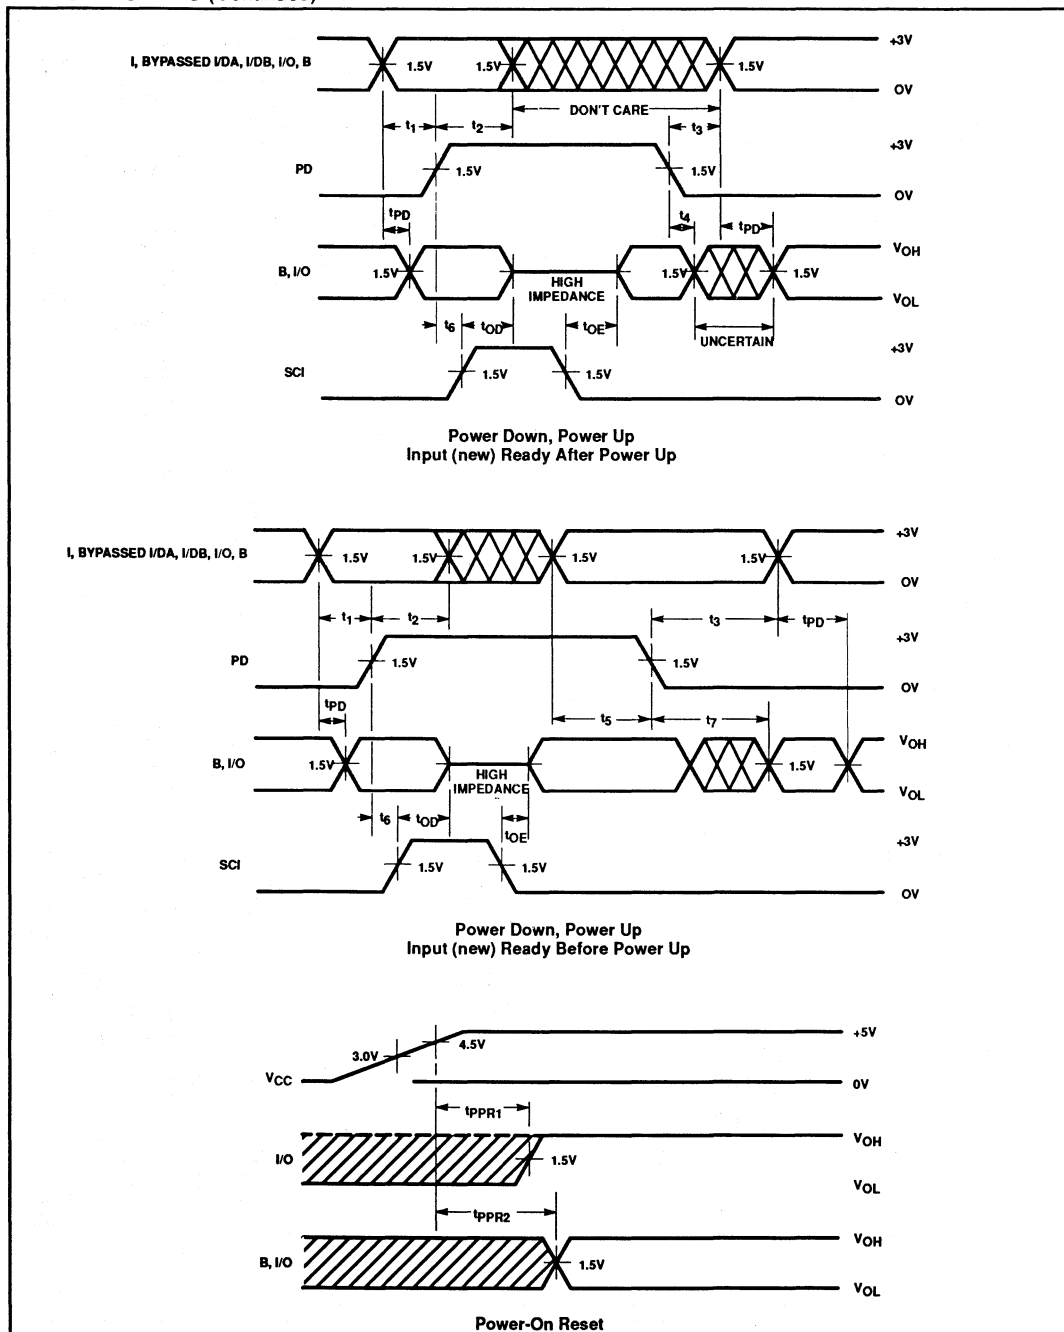 +3V
I, BYPASSED I/DA, I/DB, I/O, B
1.5V 1.5V 1.5V
OV
DON'T CARE
t1 t2 t3
+3V
PD
1.5V 1.5V
OV
tPD t4 tPD
VOH
B, I/O
1.5V 1.5V 1.5V
HIGH
IMPEDANCE
VOL
t6 tOD tOE
UNCERTAIN
+3V
SCI
1.5V 1.5V
OV
Power Down, Power Up
Input (new) Ready After Power Up
+3V
I, BYPASSED I/DA, I/DB, I/O, B
1.5V 1.5V 1.5V 1.5V
OV
t1 t2 t3 tPD
+3V
PD
1.5V 1.5V
OV
tPD t5 t7
VOH
B, I/O
1.5V 1.5V
HIGH
IMPEDANCE
VOL
t6 tOD tOE
+3V
SCI
1.5V 1.5V
OV
Power Down, Power Up
Input (new) Ready Before Power Up
+5V
3.0V 4.5V
VCC
0V
tPPR1
VOH
I/O
1.5V
VOL
tPPR2
VOH
B, I/O
1.5V
VOL
Power-On Reset